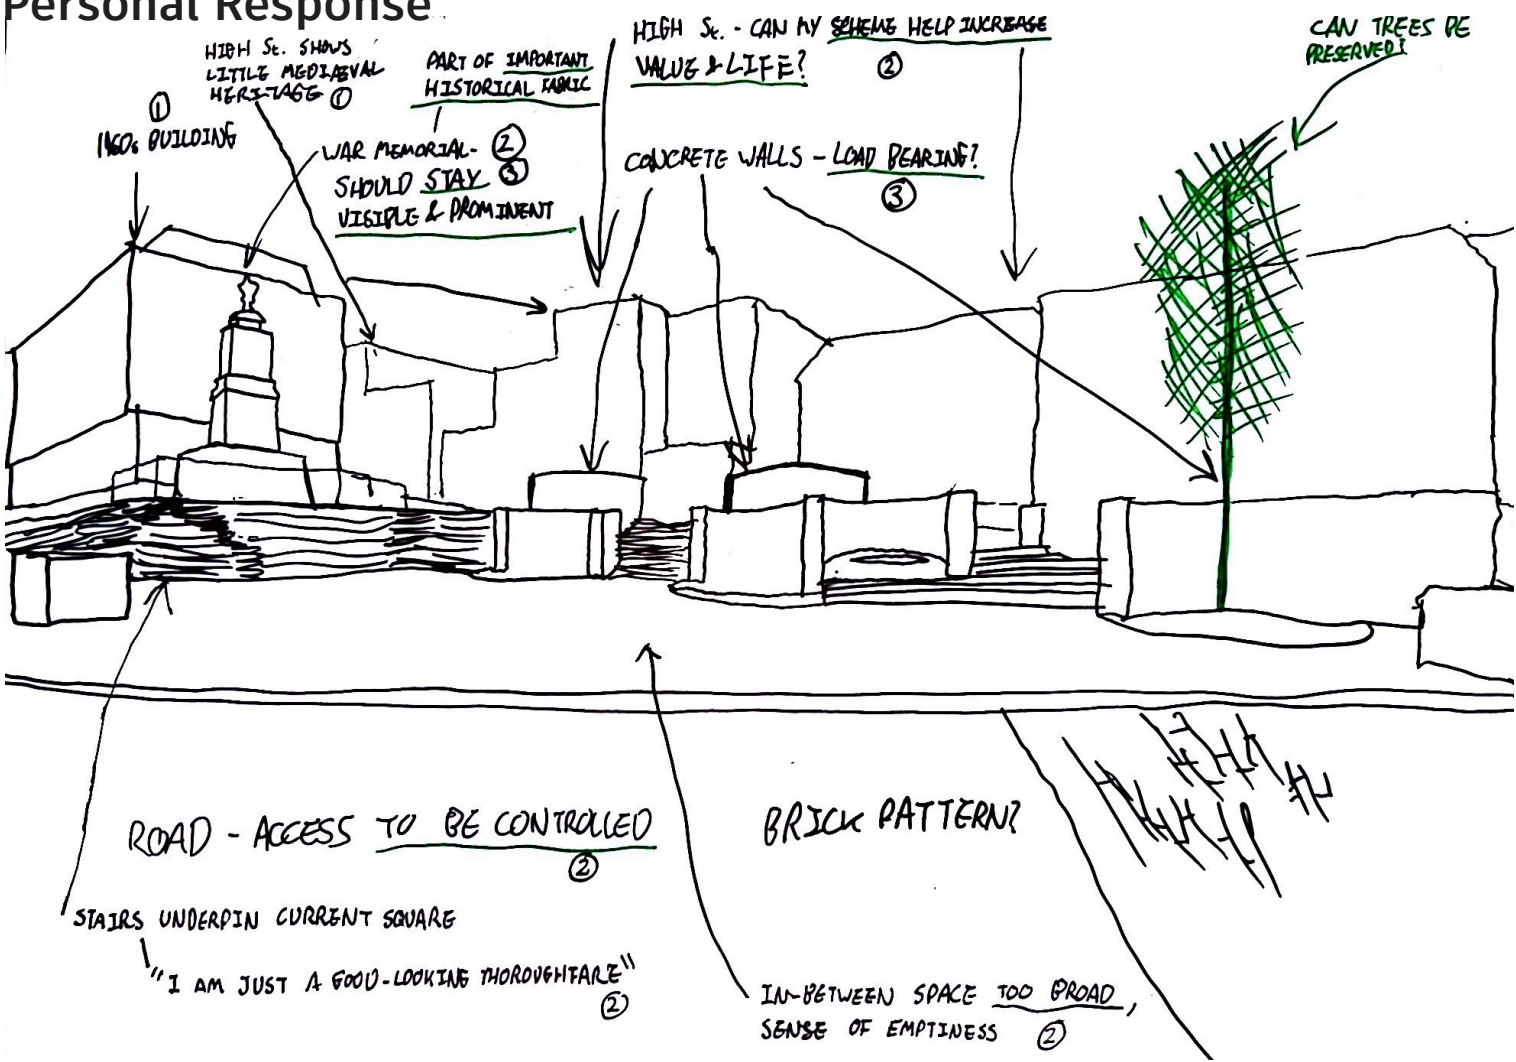 Personal Response
HIGH St. SHOWS
LITTLE MEDIÆVAL
HERITAGE ①
PART OF IMPORTANT
HISTORICAL FABRIC
HIGH St. - CAN MY SCHEME HELP INCREASE
VALUE & LIFE?
②
CAN TREES BE
PRESERVED?
①
1960s BUILDING
WAR MEMORIAL- ②
SHOULD STAY ③
VISIBLE & PROMINENT
CONCRETE WALLS - LOAD BEARING?
③
ROAD - ACCESS TO BE CONTROLLED
②
BRICK PATTERN?
STAIRS UNDERPIN CURRENT SQUARE
"I AM JUST A GOOD-LOOKING THOROUGHFARE"
②
IN-BETWEEN SPACE TOO BROAD,
SENSE OF EMPTINESS ②